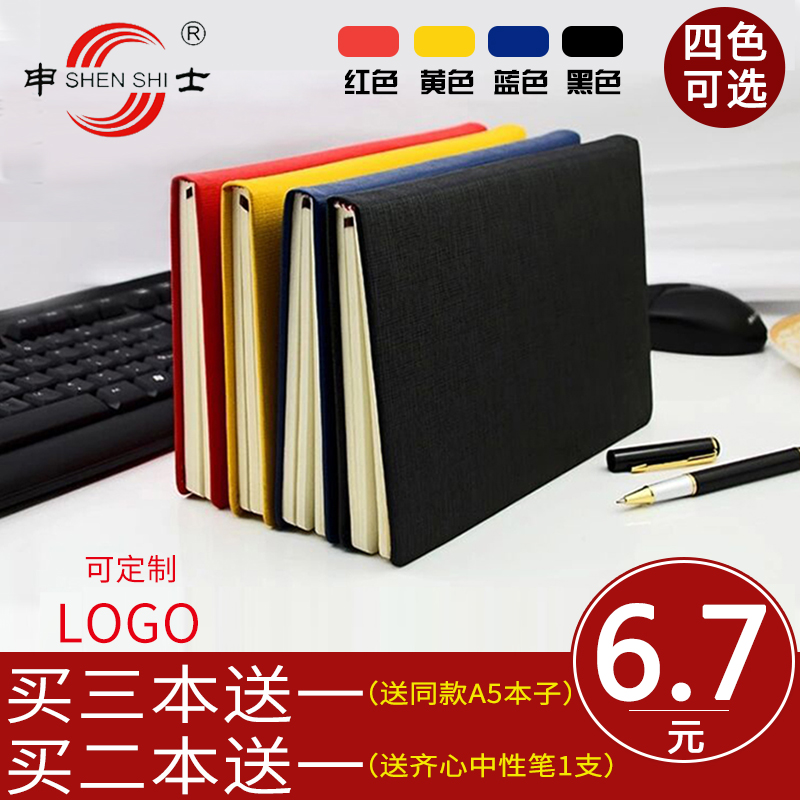 申 SHEN SHI 士 ®
红色 黄色 蓝色 黑色
四色
可选
可定制
LOGO
买三本送一(送同款A5本子)
买二本送一(送齐心中性笔1支)
6.7
元